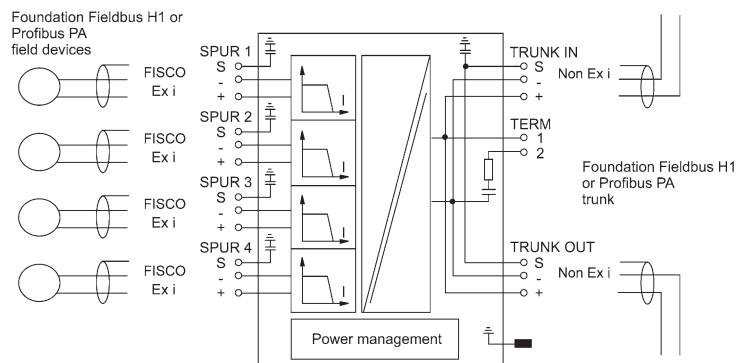 Foundation Fieldbus H1 or
Profibus PA
field devices
SPUR 1
S
-
+
FISCO
Ex i
SPUR 2
S
-
+
FISCO
Ex i
SPUR 3
S
-
+
FISCO
Ex i
SPUR 4
S
-
+
FISCO
Ex i
I
I
I
I
Power management
TRUNK IN
S
-
+
Non Ex i
TERM
1
2
Foundation Fieldbus H1
or Profibus PA
trunk
TRUNK OUT
S
-
+
Non Ex i